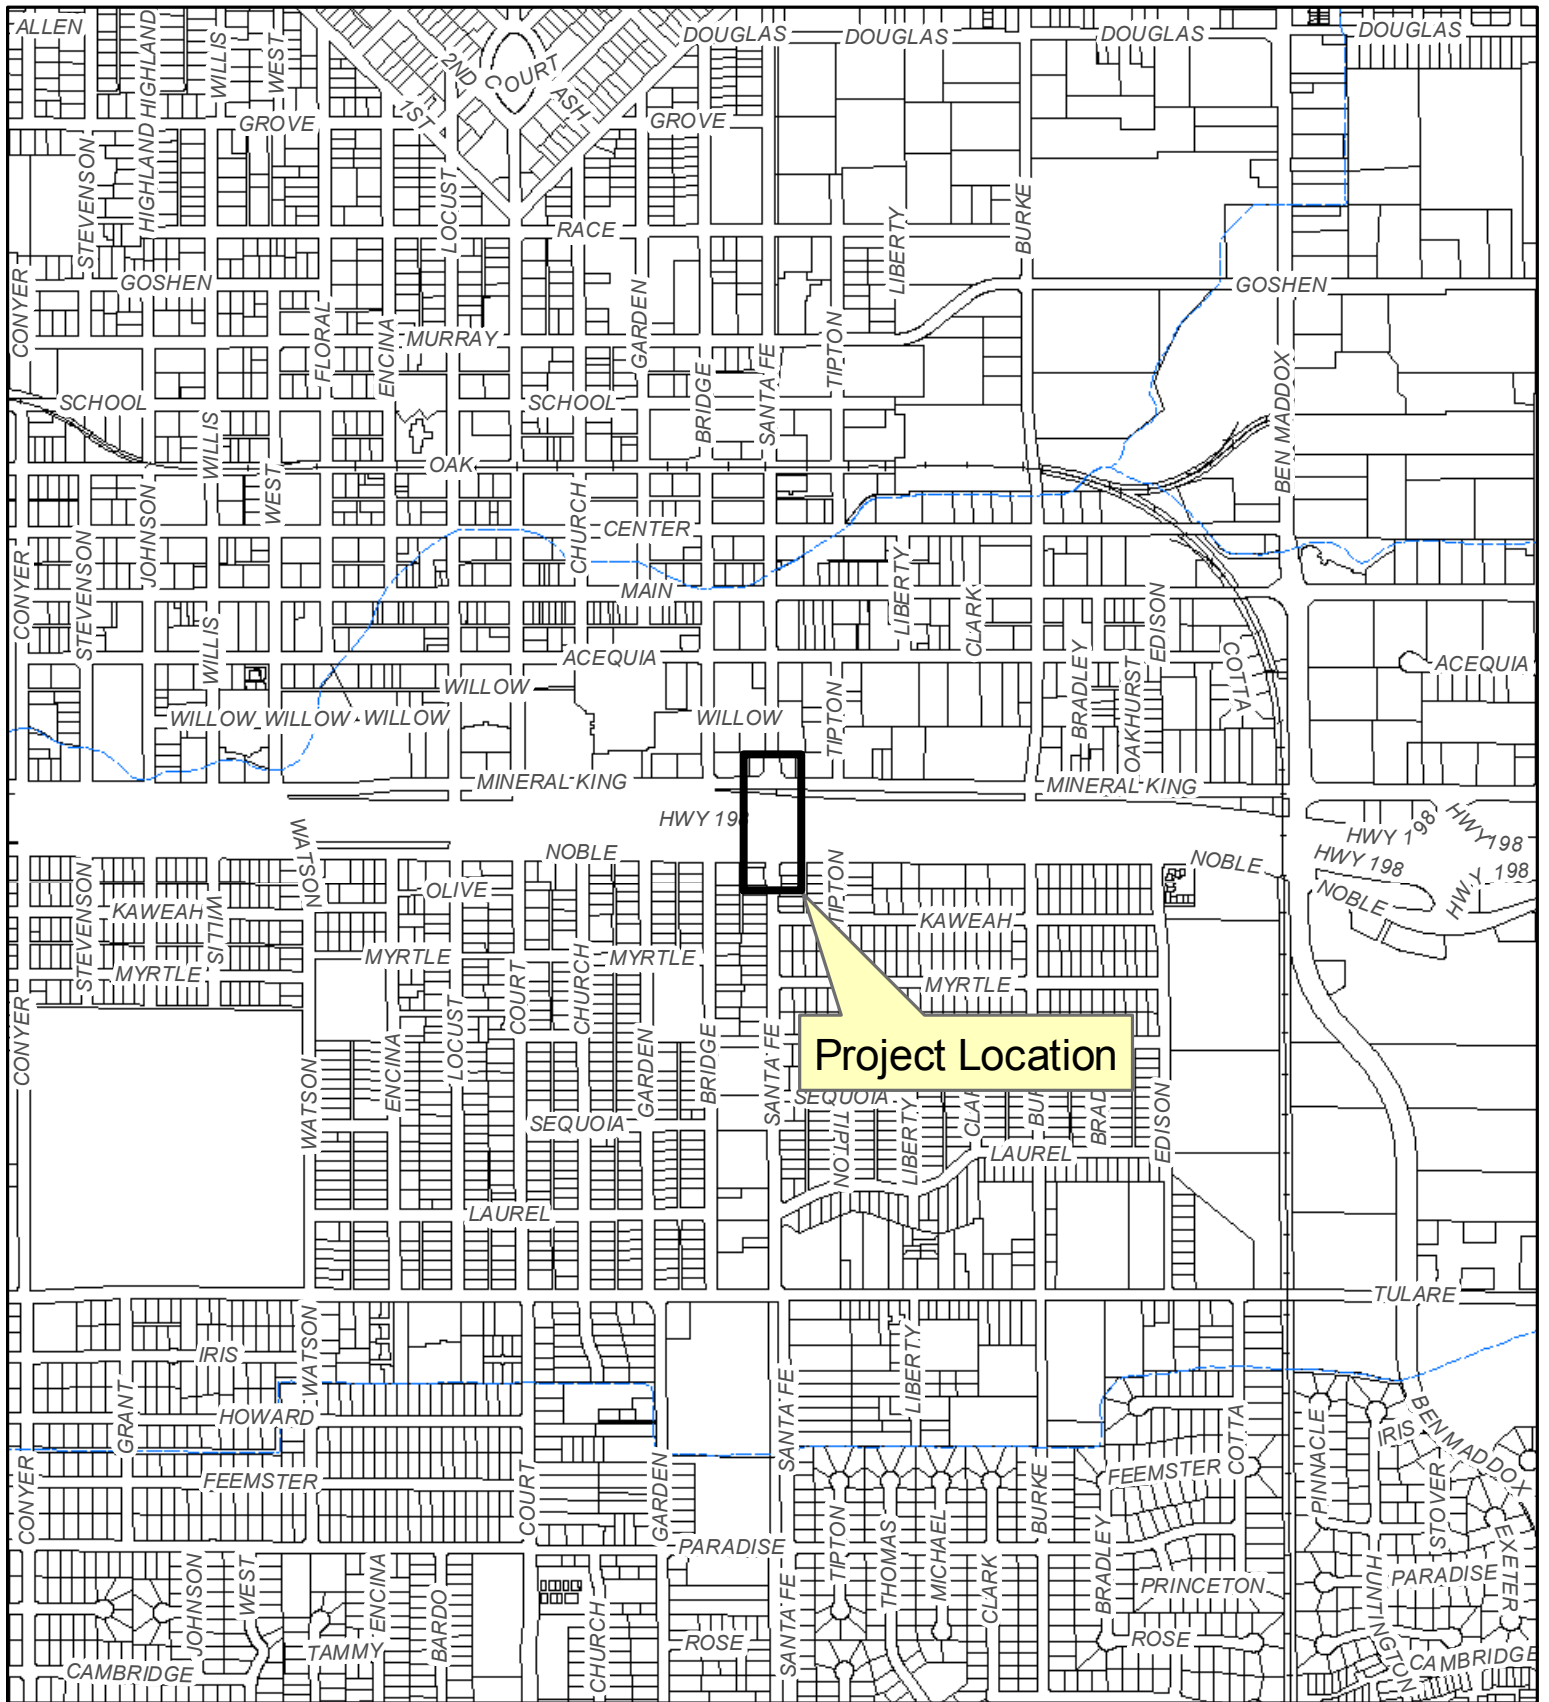 ALLEN
HIGHLAND
WILLIS
WEST
2ND
COURT
ASH
1ST
DOUGLAS
DOUGLAS
DOUGLAS
DOUGLAS
GROVE
GROVE
STEVENSON
HIGHLAND
LOCUST
RACE
LIBERTY
BURKE
CONYER
GOSHEN
GOSHEN
FLORAL
ENCINA
MURRAY
GARDEN
BRIDGE
SANTA FE
TIPTON
BEN MADDOX
SCHOOL
SCHOOL
WILLIS
OAK
WEST
JOHNSON
CHURCH
CENTER
CONYER
STEVENSON
MAIN
LIBERTY
CLARK
EDISON
WILLIS
ACEQUIA
ACEQUIA
BRADLEY
OAKHURST
COTTA
WILLOW
WILLOW
WILLOW
WILLOW
WILLOW
TIPTON
MINERAL KING
MINERAL KING
HWY 198
HWY 198
HWY 198
HWY 198
HWY 198
WATSON
NOBLE
NOBLE
NOBLE
STEVENSON
KAWEAH
WILLIS
OLIVE
TIPTON
KAWEAH
MYRTLE
MYRTLE
MYRTLE
MYRTLE
CONYER
ENCINA
LOCUST
COURT
CHURCH
GARDEN
BRIDGE
SANTA FE
Project Location
WATSON
SEQUOIA
SEQUOIA
TIPTON
LIBERTY
CLAR
BUR
BRAD
EDISON
LAUREL
LAUREL
TULARE
IRIS
WATSON
LIBERTY
SANTA FE
GRANT
HOWARD
COTTA
PINNACLE
IRIS
BEN MADDOX
CONYER
FEEMSTER
COURT
GARDEN
BURKE
FEEMSTER
STOVER
EXETER
PARADISE
TIPTON
THOMAS
MICHAEL
CLARK
BRADLEY
PRINCETON
PARADISE
HUNTINGTON
JOHNSON
WEST
ENCINA
BARDO
TAMMY
CHURCH
ROSE
SANTA FE
ROSE
CAMBRIDGE
CAMBRIDGE